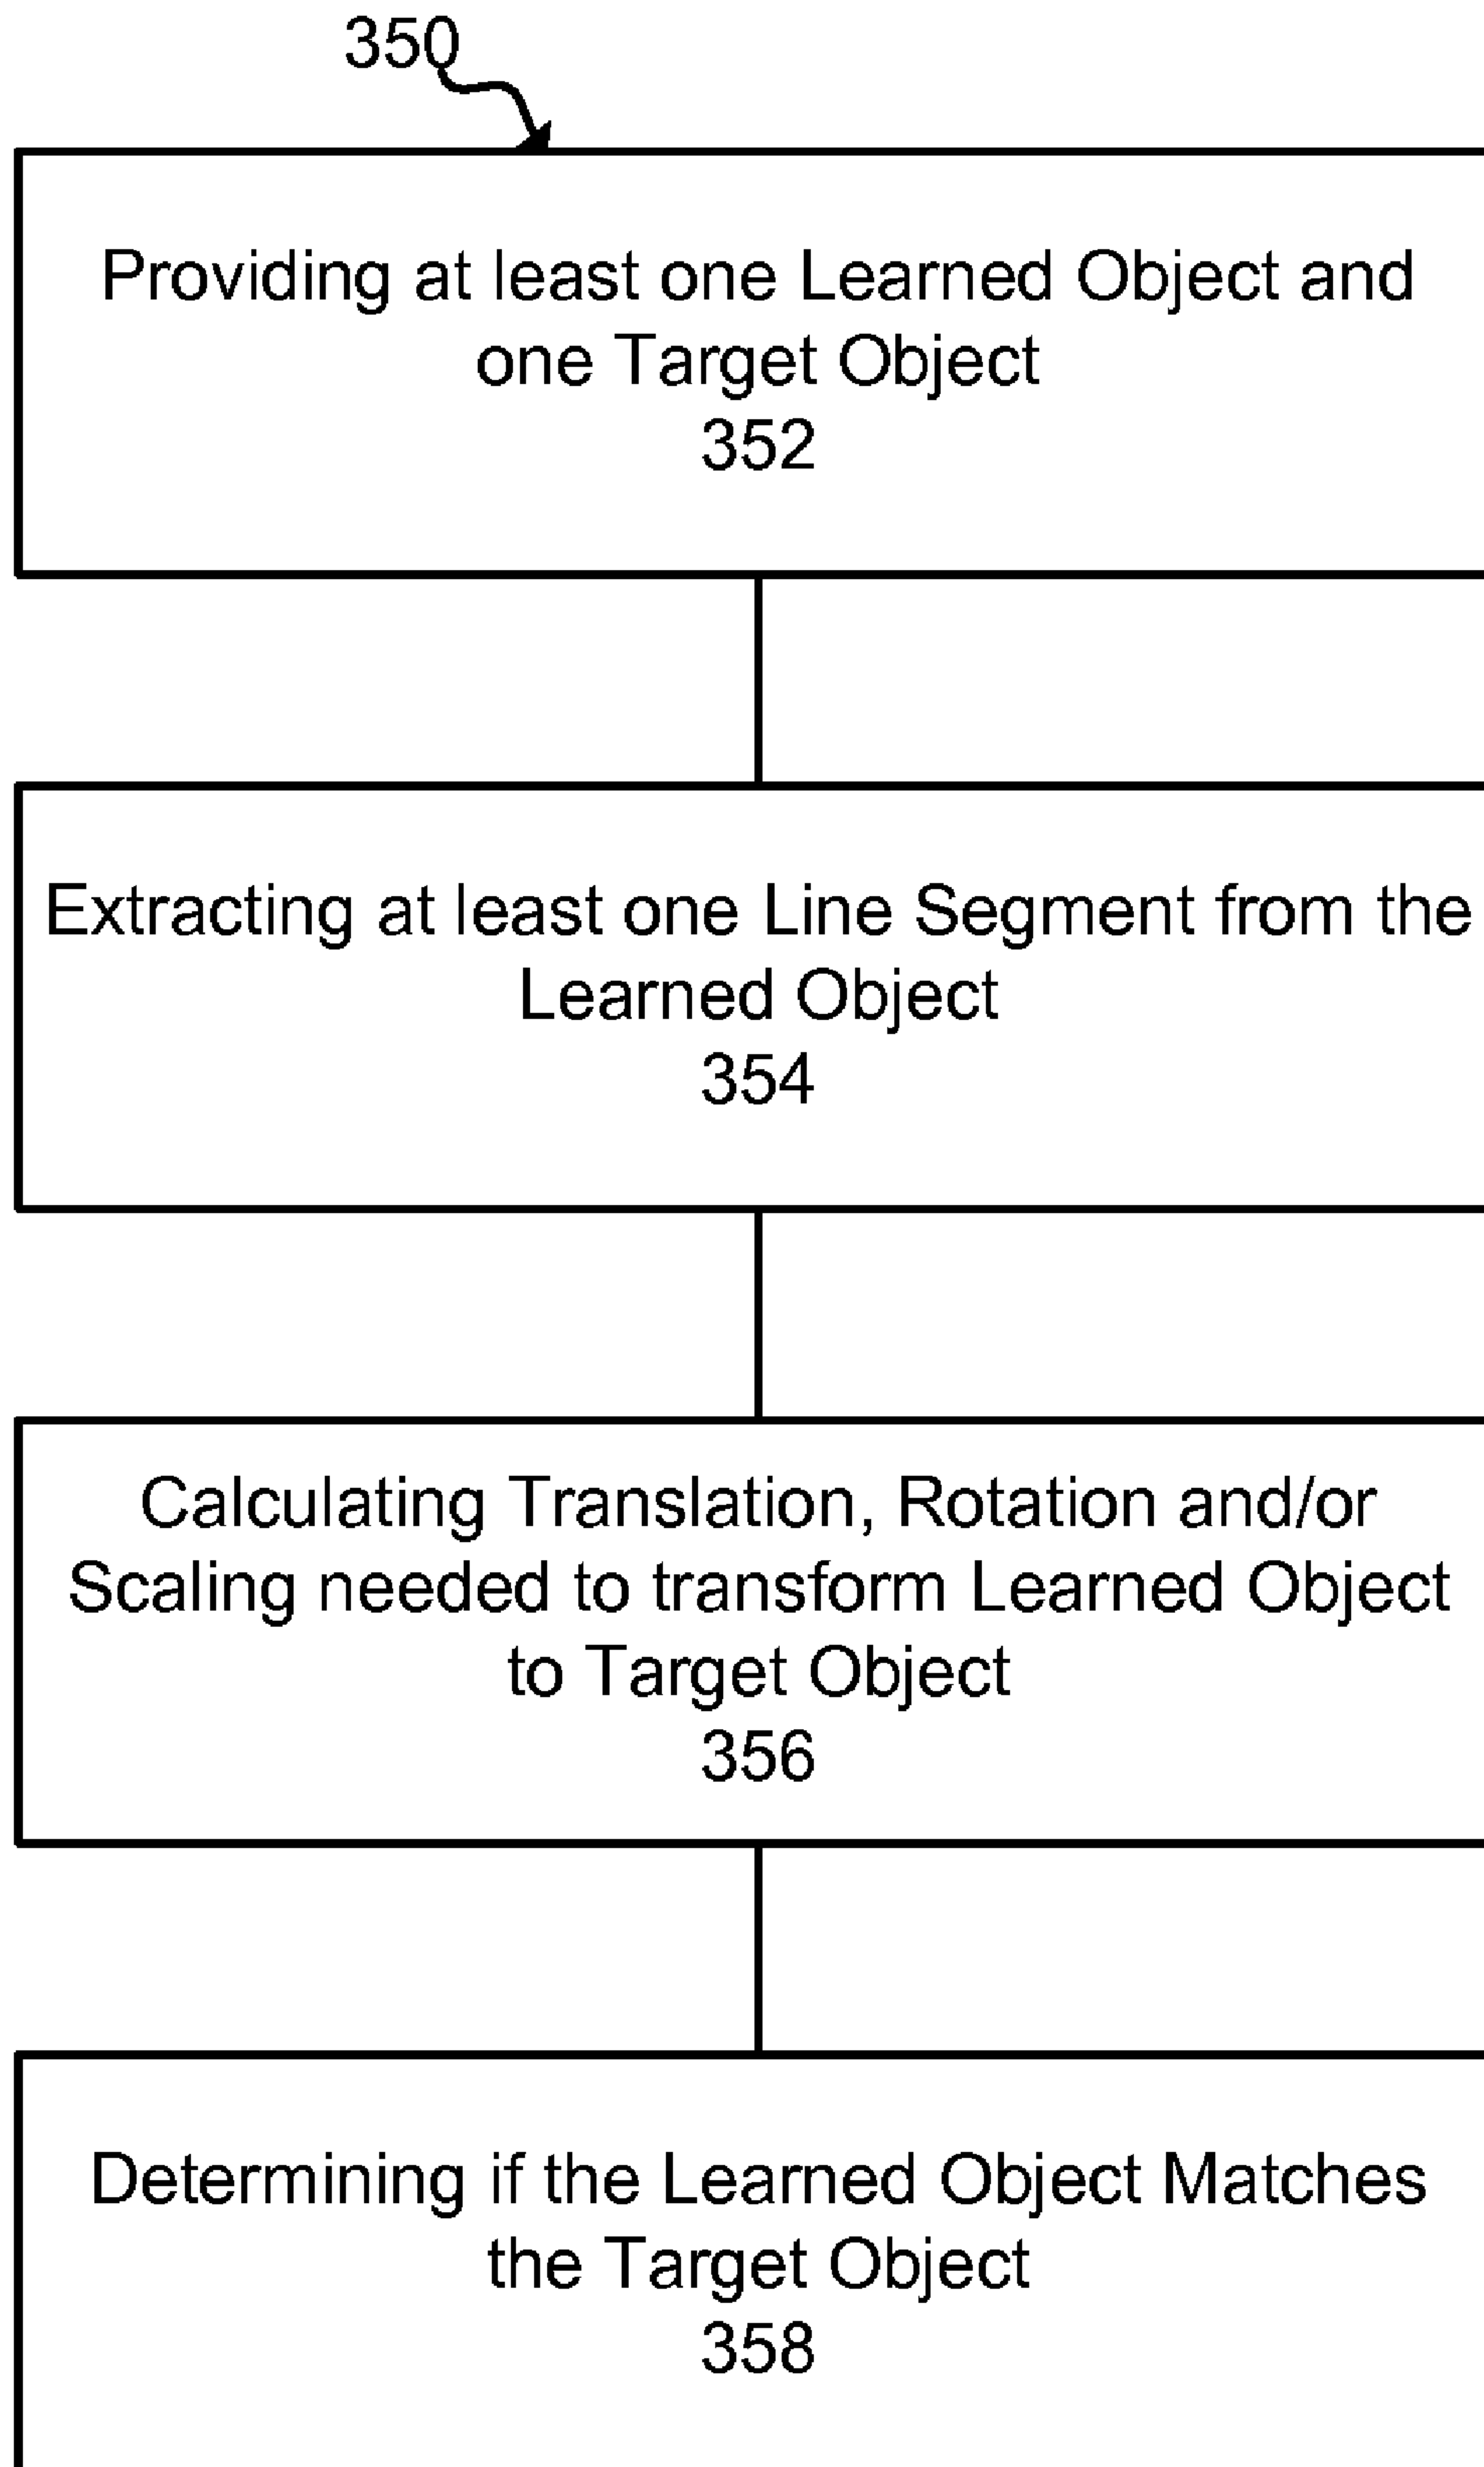 350
Providing at least one Learned Object and
one Target Object
352
Extracting at least one Line Segment from the
Learned Object
354
Calculating Translation, Rotation and/or
Scaling needed to transform Learned Object
to Target Object
356
Determining if the Learned Object Matches
the Target Object
358